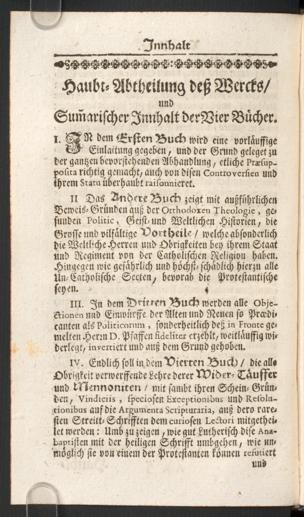 Innhalt
Haubt-Abtheilung deß Wercks/
und
Sum̃arischer Innhalt der Vier Bücher.
I. IN dem Ersten Buch wird eine vorläuffige
Einlaitung gegeben, und der Grund geleget zu
der gantzen bevorstehenden Abhandlung, etliche Præsup-
posita richtig gemacht, auch von disen Controversien und
ihrem Statu überhaubt raisonnieret.
II Das Andere Buch zeigt mit außführlichen
Beweis-Gründen auß der Orthodoxen Theologie, ge-
sunden Politic, Geist- und Weltlichen Historien, die
Grosse und vilfältige Vortheile / welche absonderlich
die Weltliche Herren und Obrigkeiten bey ihrem Staat
und Regiment von der Catholischen Religion haben.
Hingegen wie gefährlich und höchst-schädlich hierzu alle
Un-Catholische Secten, bevorab die Protestantische
seyen.
III. In dem Dritten Buch werden alle Obje-
ctionen und Einwürffe der Alten und Neuen so Prædi-
canten als Politicorum, sonderheitlich deß in Fronte ge-
melten Herrn D. Pfaffen fideliter erzehlt, weitläuffig wi-
derlegt, invertiert und auß dem Grund gehoben.
IV. Endlich soll in dem Vierten Buch / die alle
Obrigkeit verwerffende Lehre derer Wider-Täuffer
und Mennoniten / mit sambt ihren Schein-Grün-
den, Vindiciis, speciosen Exceptionibus und Resolu-
tionibus auf die Argumenta Scripturaria, auß dero rare-
sten Streitt-Schrifften dem curiosen Lectori mitgethei-
let werden: Umb zu zeigen, wie gut Lutherisch dise Ana-
baptisten mit der heiligen Schrifft umbgehen, wie un-
möglich sie von einem der Protestanten können refutiert
und